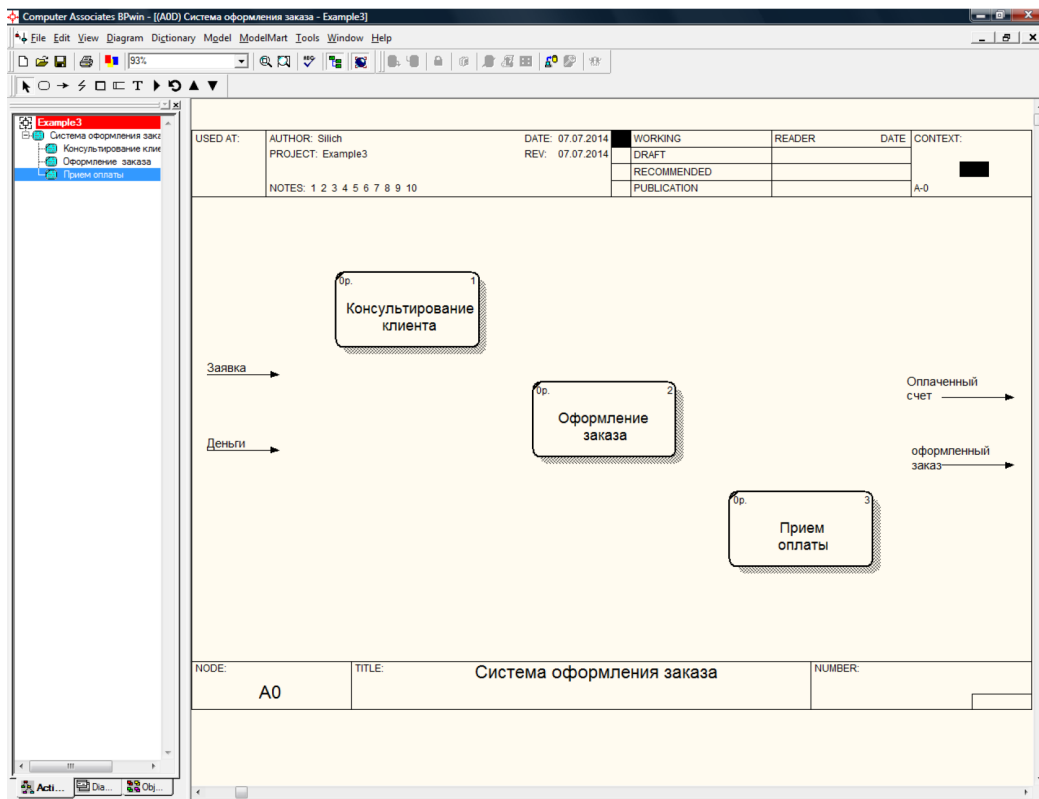 Computer Associates BPwin - [(A0D) Система оформления заказа - Example3]
File Edit View Diagram Dictionary Model ModelMart Tools Window Help
93%
ABC
T
Example3
Система оформления зака
Консультирование клие
Оформление заказа
Прием оплаты
USED AT: AUTHOR: Silich DATE: 07.07.2014 WORKING READER DATE CONTEXT:
PROJECT: Example3 REV: 07.07.2014 DRAFT
RECOMMENDED
NOTES: 1 2 3 4 5 6 7 8 9 10 PUBLICATION A-0
0р. 1
Консультирование
клиента
Заявка
Деньги
0р. 2
Оформление
заказа
Оплаченный
счет
оформленный
заказ
0р. 3
Прием
оплаты
NODE: TITLE: Система оформления заказа NUMBER:
A0
Acti... Dia... Obj...